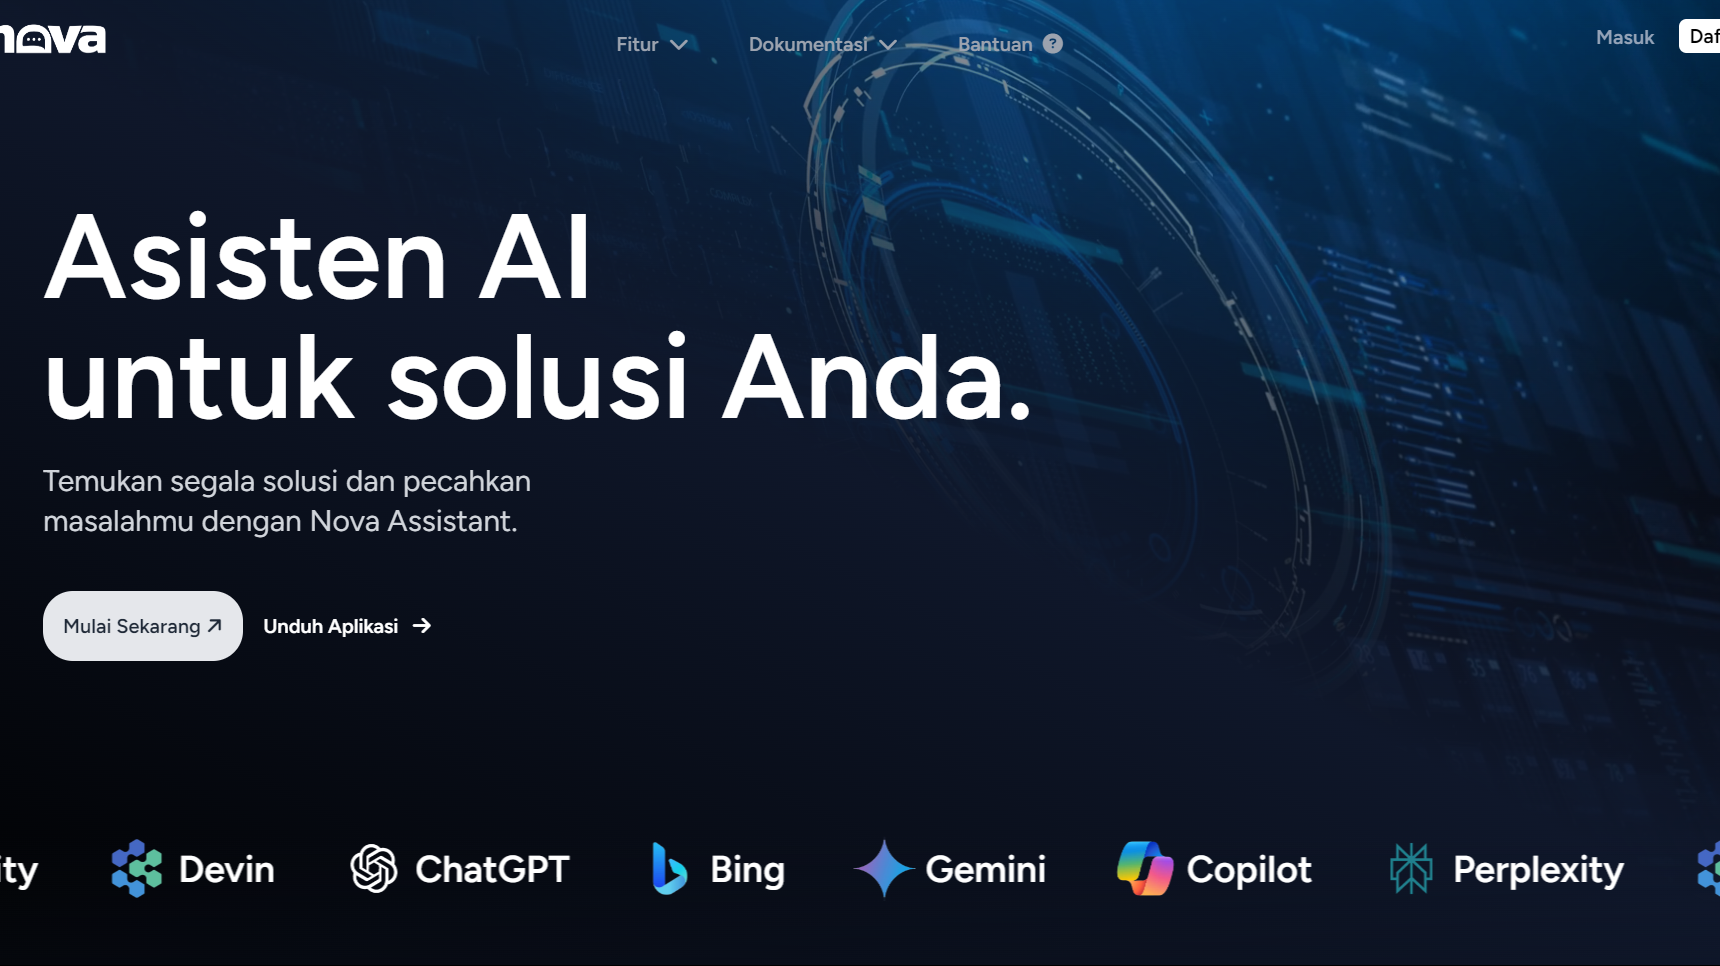 nova
Fitur
Dokumentasi
Bantuan ?
Masuk
Daf
Asisten AI
untuk solusi Anda.
Temukan segala solusi dan pecahkan
masalahmu dengan Nova Assistant.
Mulai Sekarang
Unduh Aplikasi
ity
Devin
ChatGPT
Bing
Gemini
Copilot
Perplexity